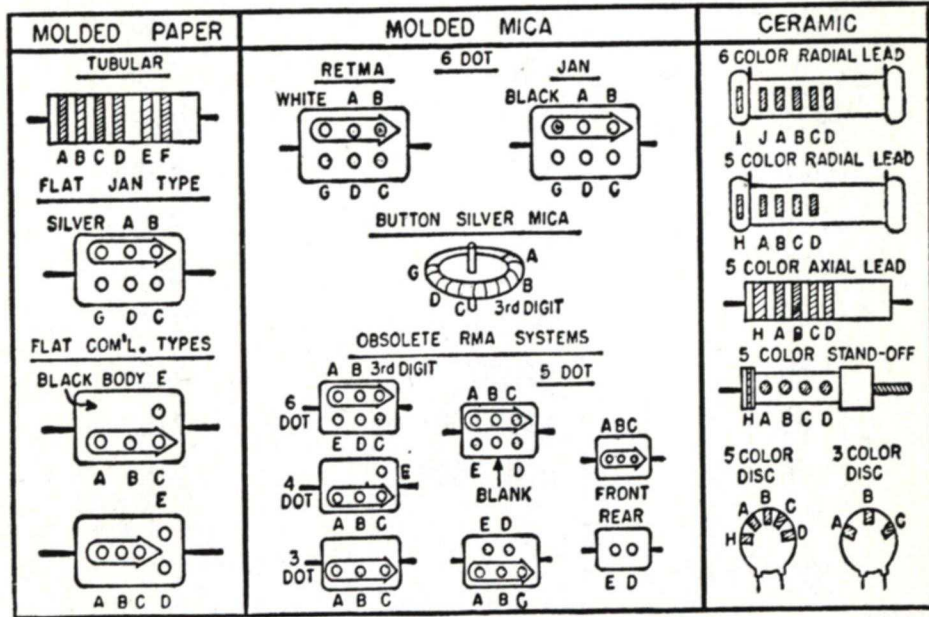 MOLDED PAPER
TUBULAR
A B C D E F
FLAT JAN TYPE
SILVER A B
G D C
FLAT COM'L. TYPES
BLACK BODY E
A B C
E
A B C D
MOLDED MICA
6 DOT
RETMA
WHITE A B
G D C
JAN
BLACK A B
G D C
BUTTON SILVER MICA
A
G
B
D
C
3rd DIGIT
OBSOLETE RMA SYSTEMS
A B 3rd DIGIT
6
DOT
E D C
4
DOT
E
A B C
3
DOT
A B C
5 DOT
A B C
E D
BLANK
E D
A B C
ABC
FRONT
REAR
E D
CERAMIC
6 COLOR RADIAL LEAD
I J A B C D
5 COLOR RADIAL LEAD
H A B C D
5 COLOR AXIAL LEAD
H A B C D
5 COLOR STAND-OFF
H A B C D
5 COLOR
DISC
B
A C
H D
3 COLOR
DISC
B
A C